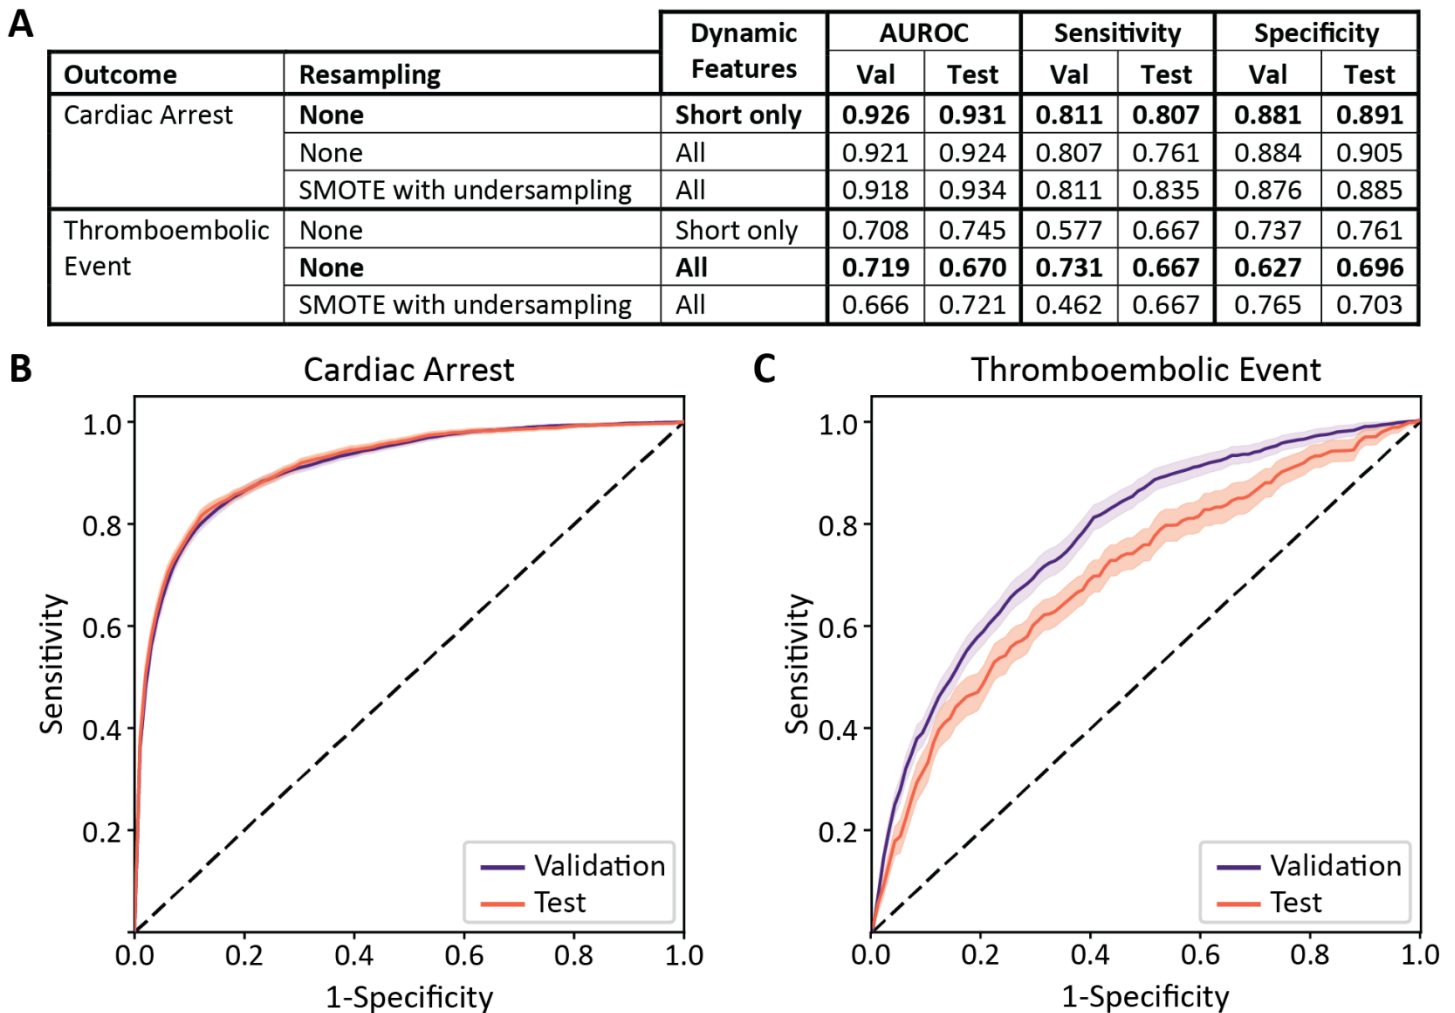 A
Dynamic Features AUROC Sensitivity Specificity
Outcome Resampling Val Test Val Test Val Test
Cardiac Arrest None Short only 0.926 0.931 0.811 0.807 0.881 0.891
None All 0.921 0.924 0.807 0.761 0.884 0.905
SMOTE with undersampling All 0.918 0.934 0.811 0.835 0.876 0.885
Thromboembolic Event None Short only 0.708 0.745 0.577 0.667 0.737 0.761
None All 0.719 0.670 0.731 0.667 0.627 0.696
SMOTE with undersampling All 0.666 0.721 0.462 0.667 0.765 0.703
B
Cardiac Arrest
Sensitivity
1.0
0.8
0.6
0.4
0.2
Validation
Test
0.0 0.2 0.4 0.6 0.8 1.0
1-Specificity
C
Thromboembolic Event
Sensitivity
1.0
0.8
0.6
0.4
0.2
Validation
Test
0.0 0.2 0.4 0.6 0.8 1.0
1-Specificity